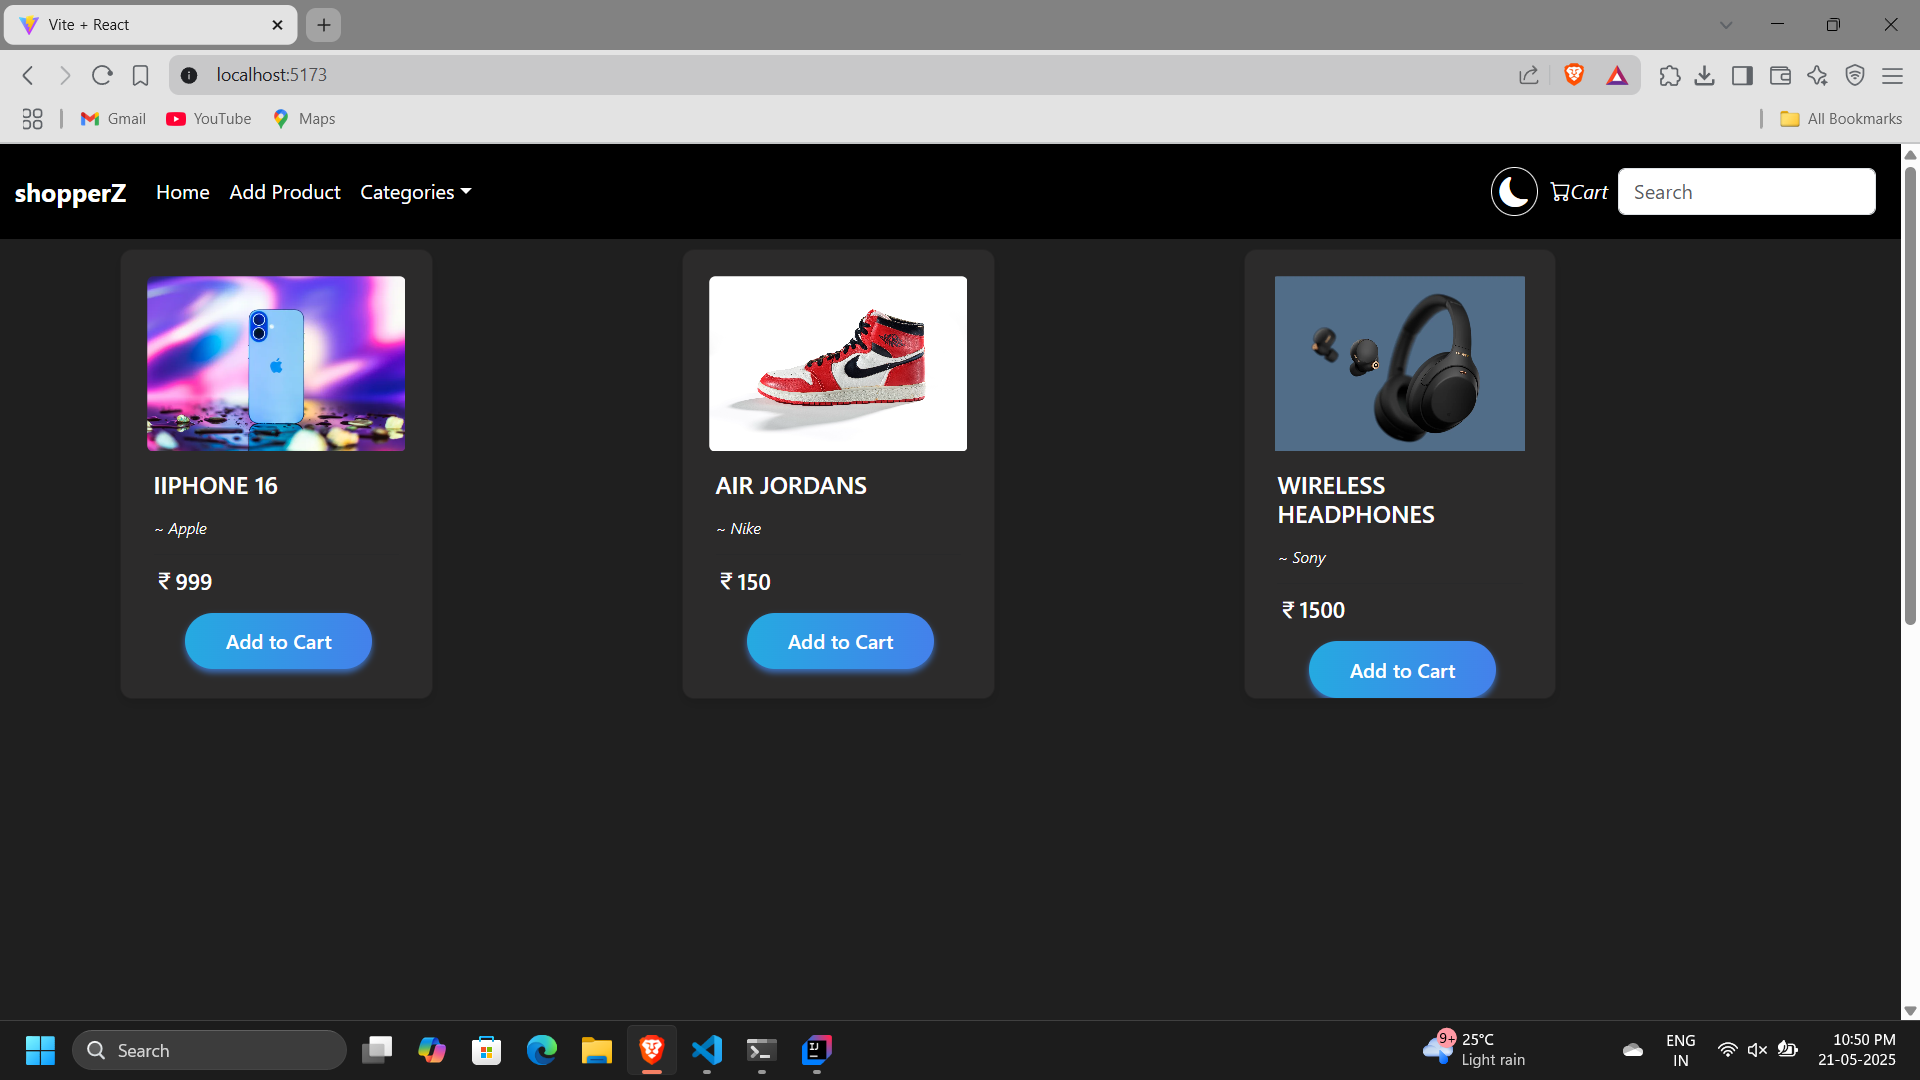 Vite + React
localhost:5173
Gmail
YouTube
Maps
All Bookmarks
shopperZ
Home
Add Product
Categories
Cart
Search
IIPHONE 16
~ Apple
₹ 999
Add to Cart
AIR JORDANS
~ Nike
₹ 150
Add to Cart
WIRELESS
HEADPHONES
~ Sony
₹ 1500
Add to Cart
Search
9+
25°C
Light rain
ENG
IN
10:50 PM
21-05-2025